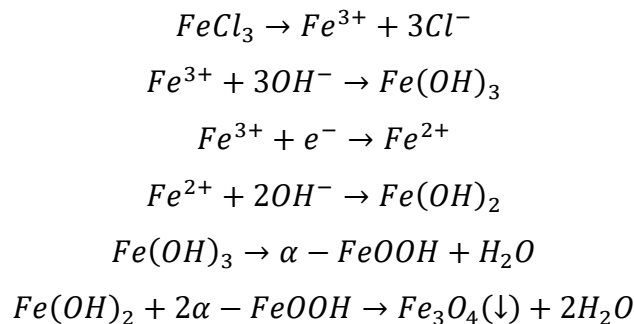 FeCl₃ → Fe³⁺ + 3Cl⁻
Fe³⁺ + 3OH⁻ → Fe(OH)₃
Fe³⁺ + e⁻ → Fe²⁺
Fe²⁺ + 2OH⁻ → Fe(OH)₂
Fe(OH)₃ → α − FeOOH + H₂O
Fe(OH)₂ + 2α − FeOOH → Fe₃O₄(↓) + 2H₂O